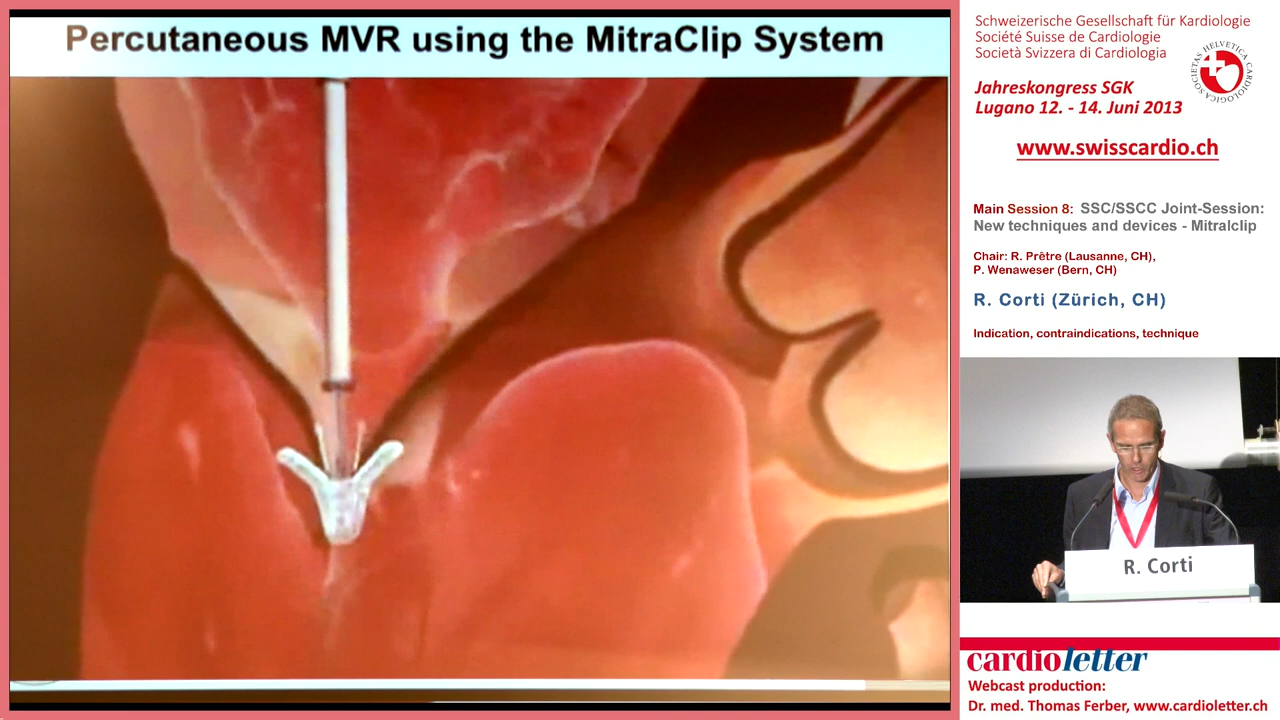 Percutaneous MVR using the MitraClip System
Schweizerische Gesellschaft für Kardiologie
Société Suisse de Cardiologie
Società Svizzera di Cardiologia
SOCIETAS HELVETICA CARDIOLOGICA
Jahreskongress SGK
Lugano 12. - 14. Juni 2013
www.swisscardio.ch
Main Session 8: SSC/SSCC Joint-Session:
New techniques and devices - Mitralclip
Chair: R. Prêtre (Lausanne, CH),
P. Wenaweser (Bern, CH)
R. Corti (Zürich, CH)
Indication, contraindications, technique
R. Corti
cardioletter
Webcast production:
Dr. med. Thomas Ferber, www.cardioletter.ch